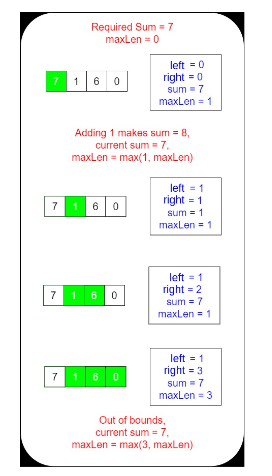 Required Sum = 7
maxLen = 0
7 1 6 0
left = 0
right = 0
sum = 7
maxLen = 1
Adding 1 makes sum = 8,
current sum = 7,
maxLen = max(1, maxLen)
7 1 6 0
left = 1
right = 1
sum = 1
maxLen = 1
7 1 6 0
left = 1
right = 2
sum = 7
maxLen = 1
7 1 6 0
left = 1
right = 3
sum = 7
maxLen = 3
Out of bounds,
current sum = 7,
maxLen = max(3, maxLen)